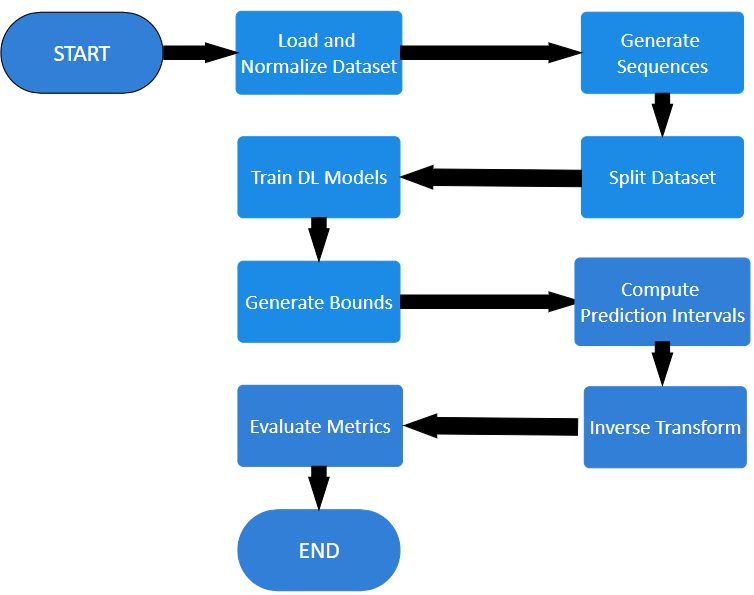 START
Load and
Normalize Dataset
Generate
Sequences
Split Dataset
Train DL Models
Generate Bounds
Compute
Prediction Intervals
Inverse Transform
Evaluate Metrics
END